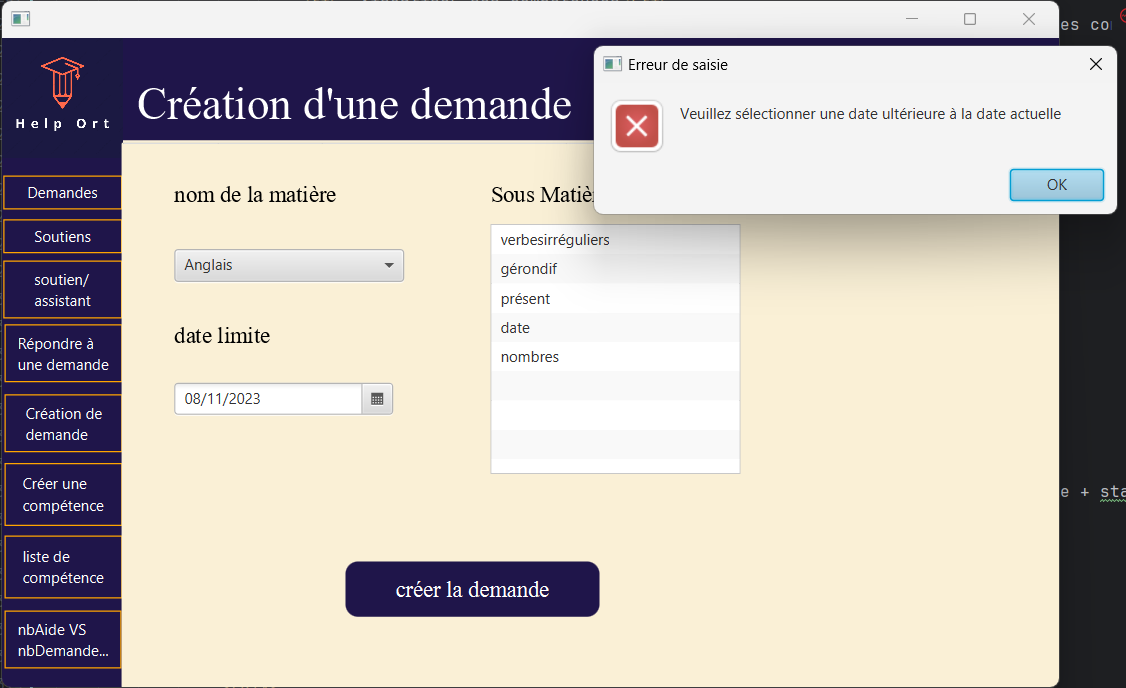 es co
Help Ort
Création d'une demande
Erreur de saisie
Veuillez sélectionner une date ultérieure à la date actuelle
OK
Demandes
Soutiens
soutien/
assistant
Répondre à
une demande
Création de
demande
Créer une
compétence
liste de
compétence
nbAide VS
nbDemande...
nom de la matière
Anglais
date limite
08/11/2023
Sous Matièr
verbesirréguliers
gérondif
présent
date
nombres
créer la demande
e + sta